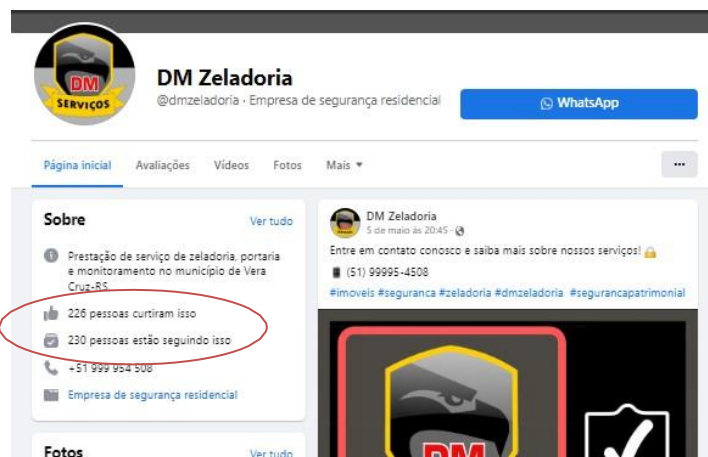 DM
SERVIÇOS
DM Zeladoria
@dmzeladoria · Empresa de segurança residencial
WhatsApp
Página inicial Avaliações Vídeos Fotos Mais
Sobre Ver tudo
Prestação de serviço de zeladoria, portaria
e monitoramento no município de Vera
Cruz-RS
226 pessoas curtiram isso
230 pessoas estão seguindo isso
+51 999 954 508
Empresa de segurança residencial
Fotos Ver tudo
DM Zeladoria
5 de maio às 20:45 ·
Entre em contato conosco e saiba mais sobre nossos serviços! 🔒
📱 (51) 99995-4508
#imoveis #seguranca #zeladoria #dmzeladoria #segurancapatrimonial
DM